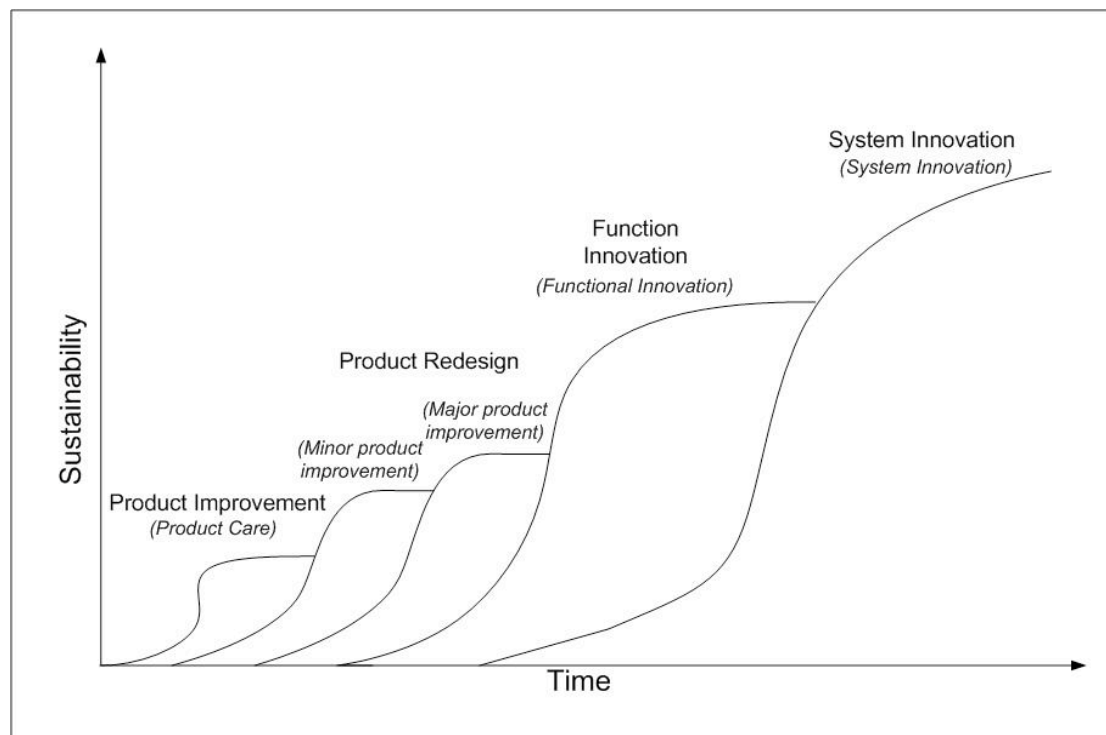 System Innovation
(System Innovation)
Function
Innovation
(Functional Innovation)
Product Redesign
(Major product
improvement)
(Minor product
improvement)
Product Improvement
(Product Care)
Sustainability
Time